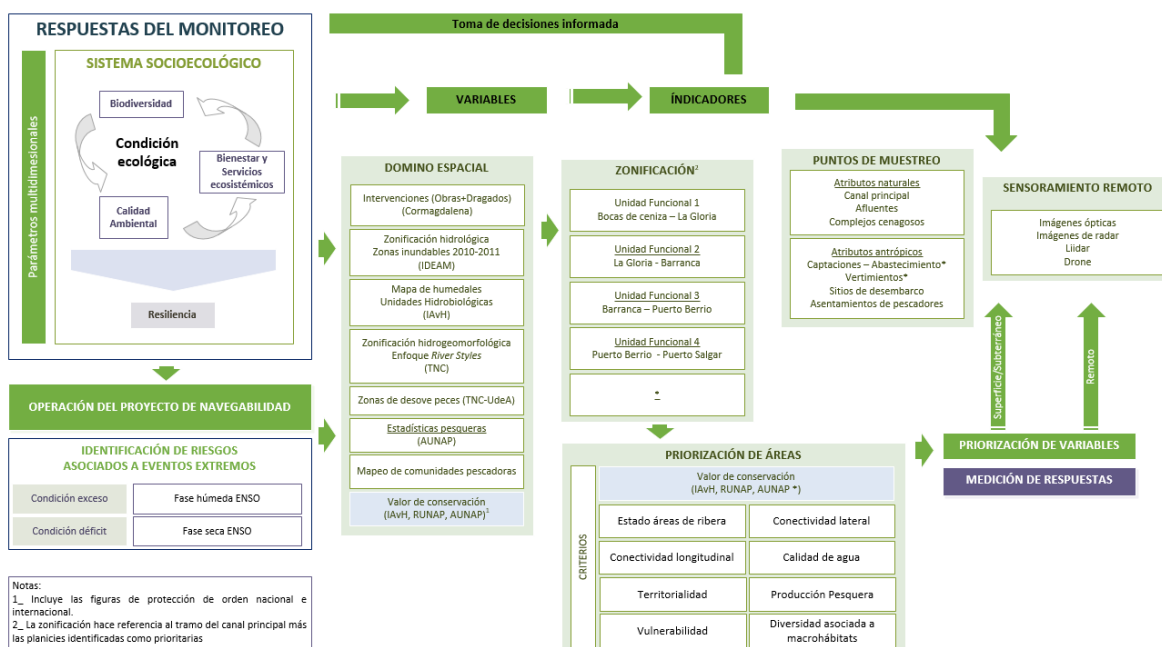 RESPUESTAS DEL MONITOREO
Parámetros multidimesionales
SISTEMA SOCIOECOLÓGICO
Biodiversidad
Condición
ecológica
Bienestar y
Servicios
ecosistémicos
Calidad
Ambiental
Resiliencia
OPERACIÓN DEL PROYECTO DE NAVEGABILIDAD
IDENTIFICACIÓN DE RIESGOS
ASOCIADOS A EVENTOS EXTREMOS
Condición exceso
Fase húmeda ENSO
Condición déficit
Fase seca ENSO
Notas:
1_ Incluye las figuras de protección de orden nacional e
internacional.
2_ La zonificación hace referencia al tramo del canal principal más
las planicies identificadas como prioritarias
Toma de decisiones informada
VARIABLES
ÍNDICADORES
DOMINO ESPACIAL
Intervenciones (Obras+Dragados)
(Cormagdalena)
Zonificación hidrológica
Zonas inundables 2010-2011
(IDEAM)
Mapa de humedales
Unidades Hidrobiológicas
(IAvH)
Zonificación hidrogeomorfológica
Enfoque River Styles
(TNC)
Zonas de desove peces (TNC-UdeA)
Estadísticas pesqueras
(AUNAP)
Mapeo de comunidades pescadoras
Valor de conservación
(IAvH, RUNAP, AUNAP)1
ZONIFICACIÓN2
Unidad Funcional 1
Bocas de ceniza – La Gloria
Unidad Funcional 2
La Gloria - Barranca
Unidad Funcional 3
Barranca – Puerto Berrio
Unidad Funcional 4
Puerto Berrio - Puerto Salgar
*
PRIORIZACIÓN DE ÁREAS
CRITERIOS
Valor de conservación
(IAvH, RUNAP, AUNAP *)
Estado áreas de ribera
Conectividad lateral
Conectividad longitudinal
Calidad de agua
Territorialidad
Producción Pesquera
Vulnerabilidad
Diversidad asociada a
macrohábitats
PUNTOS DE MUESTREO
Atributos naturales
Canal principal
Afluentes
Complejos cenagosos
Atributos antrópicos
Captaciones – Abastecimiento*
Vertimientos*
Sitios de desembarco
Asentamientos de pescadores
SENSORAMIENTO REMOTO
Imágenes ópticas
Imágenes de radar
Liidar
Drone
Superficie/Subterráneo
Remoto
PRIORIZACIÓN DE VARIABLES
MEDICIÓN DE RESPUESTAS